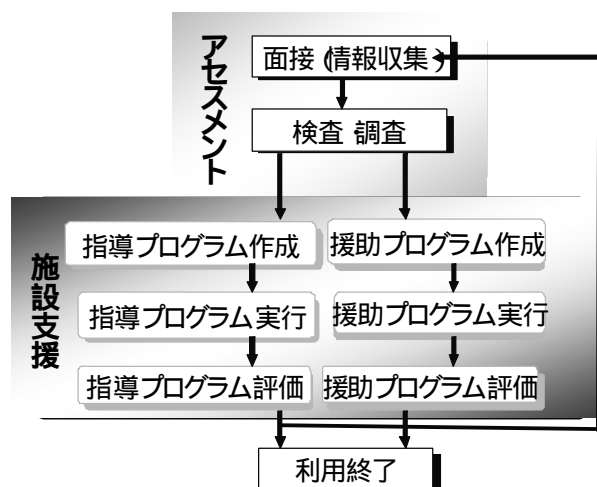 アセスメント
面接(情報収集)
検査・調査
施設支援
指導プログラム作成
援助プログラム作成
指導プログラム実行
援助プログラム実行
指導プログラム評価
援助プログラム評価
利用終了